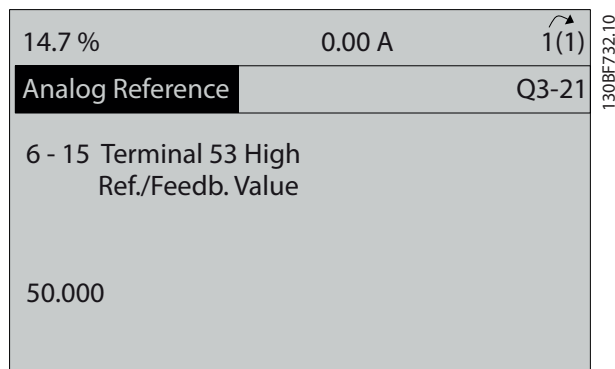 14.7 % 0.00 A 1(1)
Analog Reference Q3-21
6 - 15 Terminal 53 High
Ref./Feedb. Value
50.000
130BF732.10